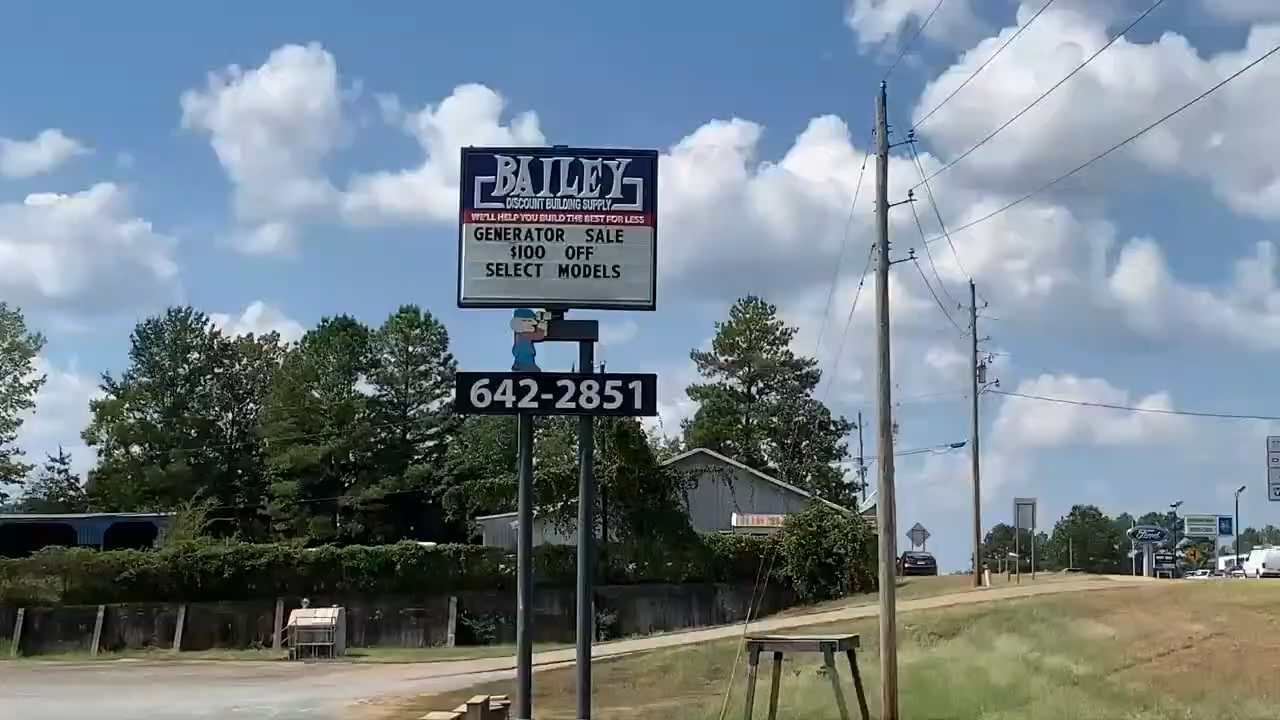 BAILEY
DISCOUNT BUILDING SUPPLY
WE'LL HELP YOU BUILD THE BEST FOR LESS
GENERATOR SALE
$100 OFF
SELECT MODELS
642-2851
Ford